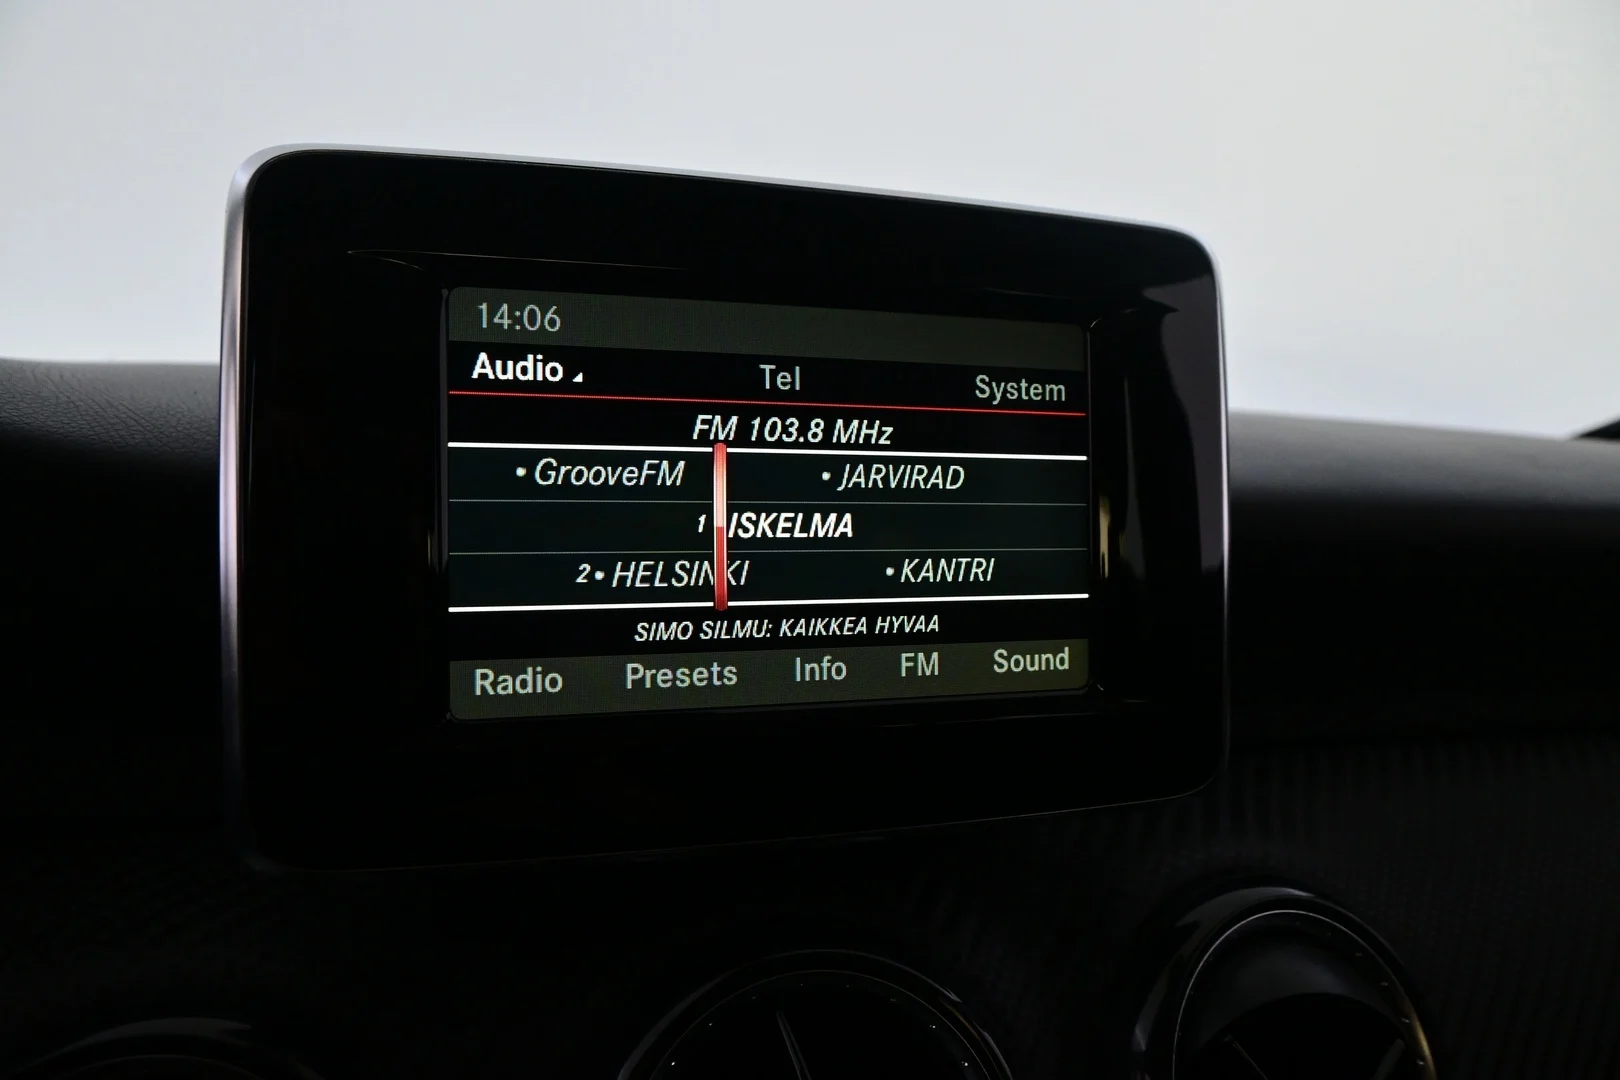 14:06
Audio Tel System
FM 103.8 MHz
• GrooveFM • JARVIRAD
1 ISKELMA
2 • HELSINKI • KANTRI
SIMO SILMU: KAIKKEA HYVAA
Radio Presets Info FM Sound